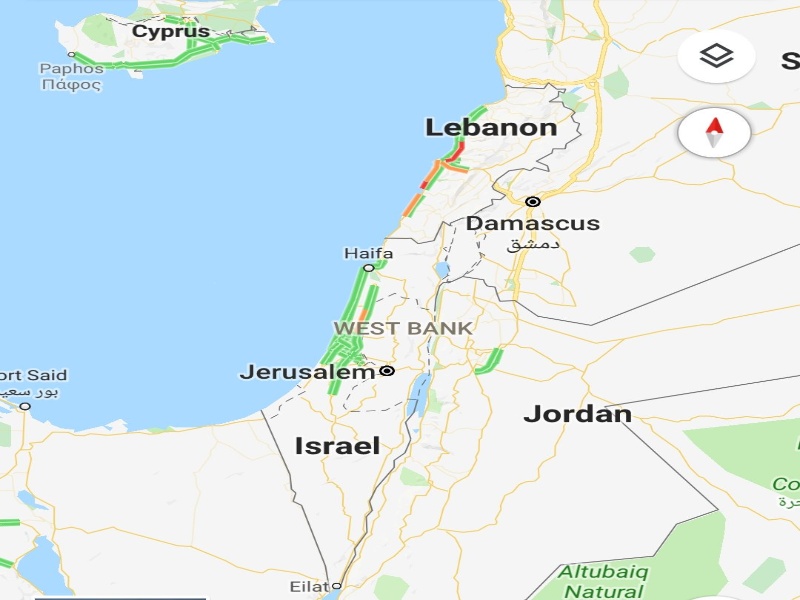 Cyprus
Paphos
Πάφος
S
Lebanon
Damascus
دمشق
Haifa
WEST BANK
Jerusalem
ort Said
بور سعي
Jordan
Israel
Co
حرة
Eilat
Altubaiq
Natural